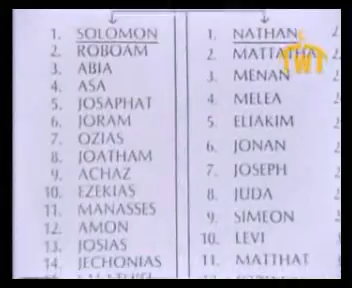 1. SOLOMON
2. ROBOAM
3. ABIA
4. ASA
5. JOSAPHAT
6. JORAM
7. OZIAS
8. JOATHAM
9. ACHAZ
10. EZEKIAS
11. MANASSES
12. AMON
13. JOSIAS
14. JECHONIAS
1. NATHAN
2. MATTATHA
3. MENAN
4. MELEA
5. ELIAKIM
6. JONAN
7. JOSEPH
8. JUDA
9. SIMEON
10. LEVI
11. MATTHAT
TWT